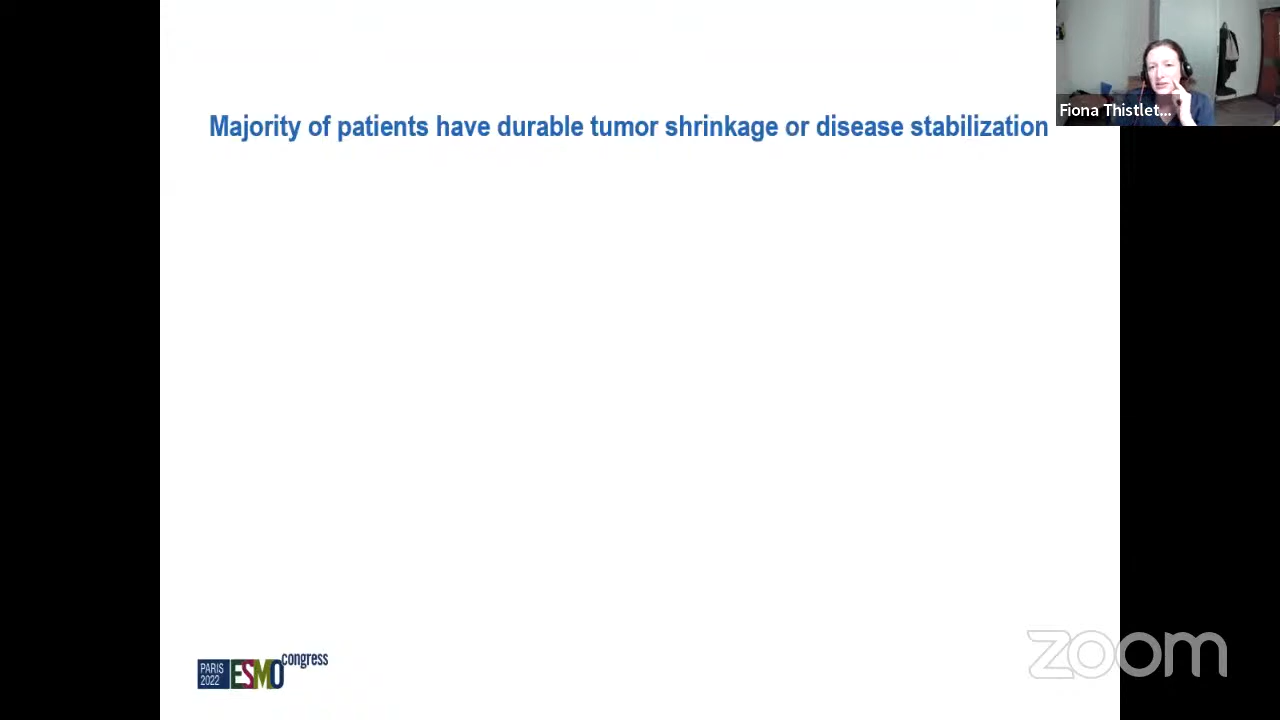 Majority of patients have durable tumor shrinkage or disease stabilization
Fiona Thistlet...
PARIS
2022
ESMO
congress
zoom